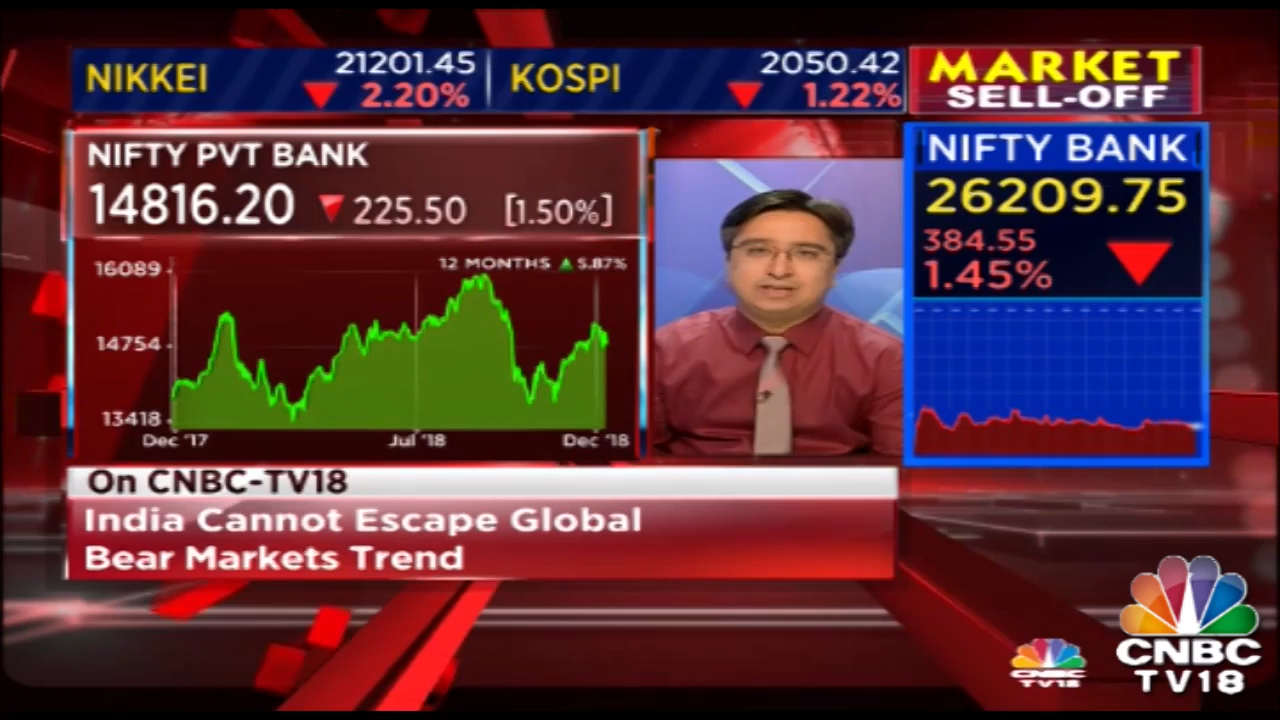 NIKKEI
21201.45
▼ 2.20%
KOSPI
2050.42
▼ 1.22%
MARKET
SELL-OFF
NIFTY PVT BANK
14816.20 ▼ 225.50 [1.50%]
12 MONTHS ▲ 5.87%
16089
14754
13418
Dec '17
Jul '18
Dec '18
NIFTY BANK
26209.75
384.55
1.45% ▼
On CNBC-TV18
India Cannot Escape Global
Bear Markets Trend
CNBC
TV18
CNBC
TV18